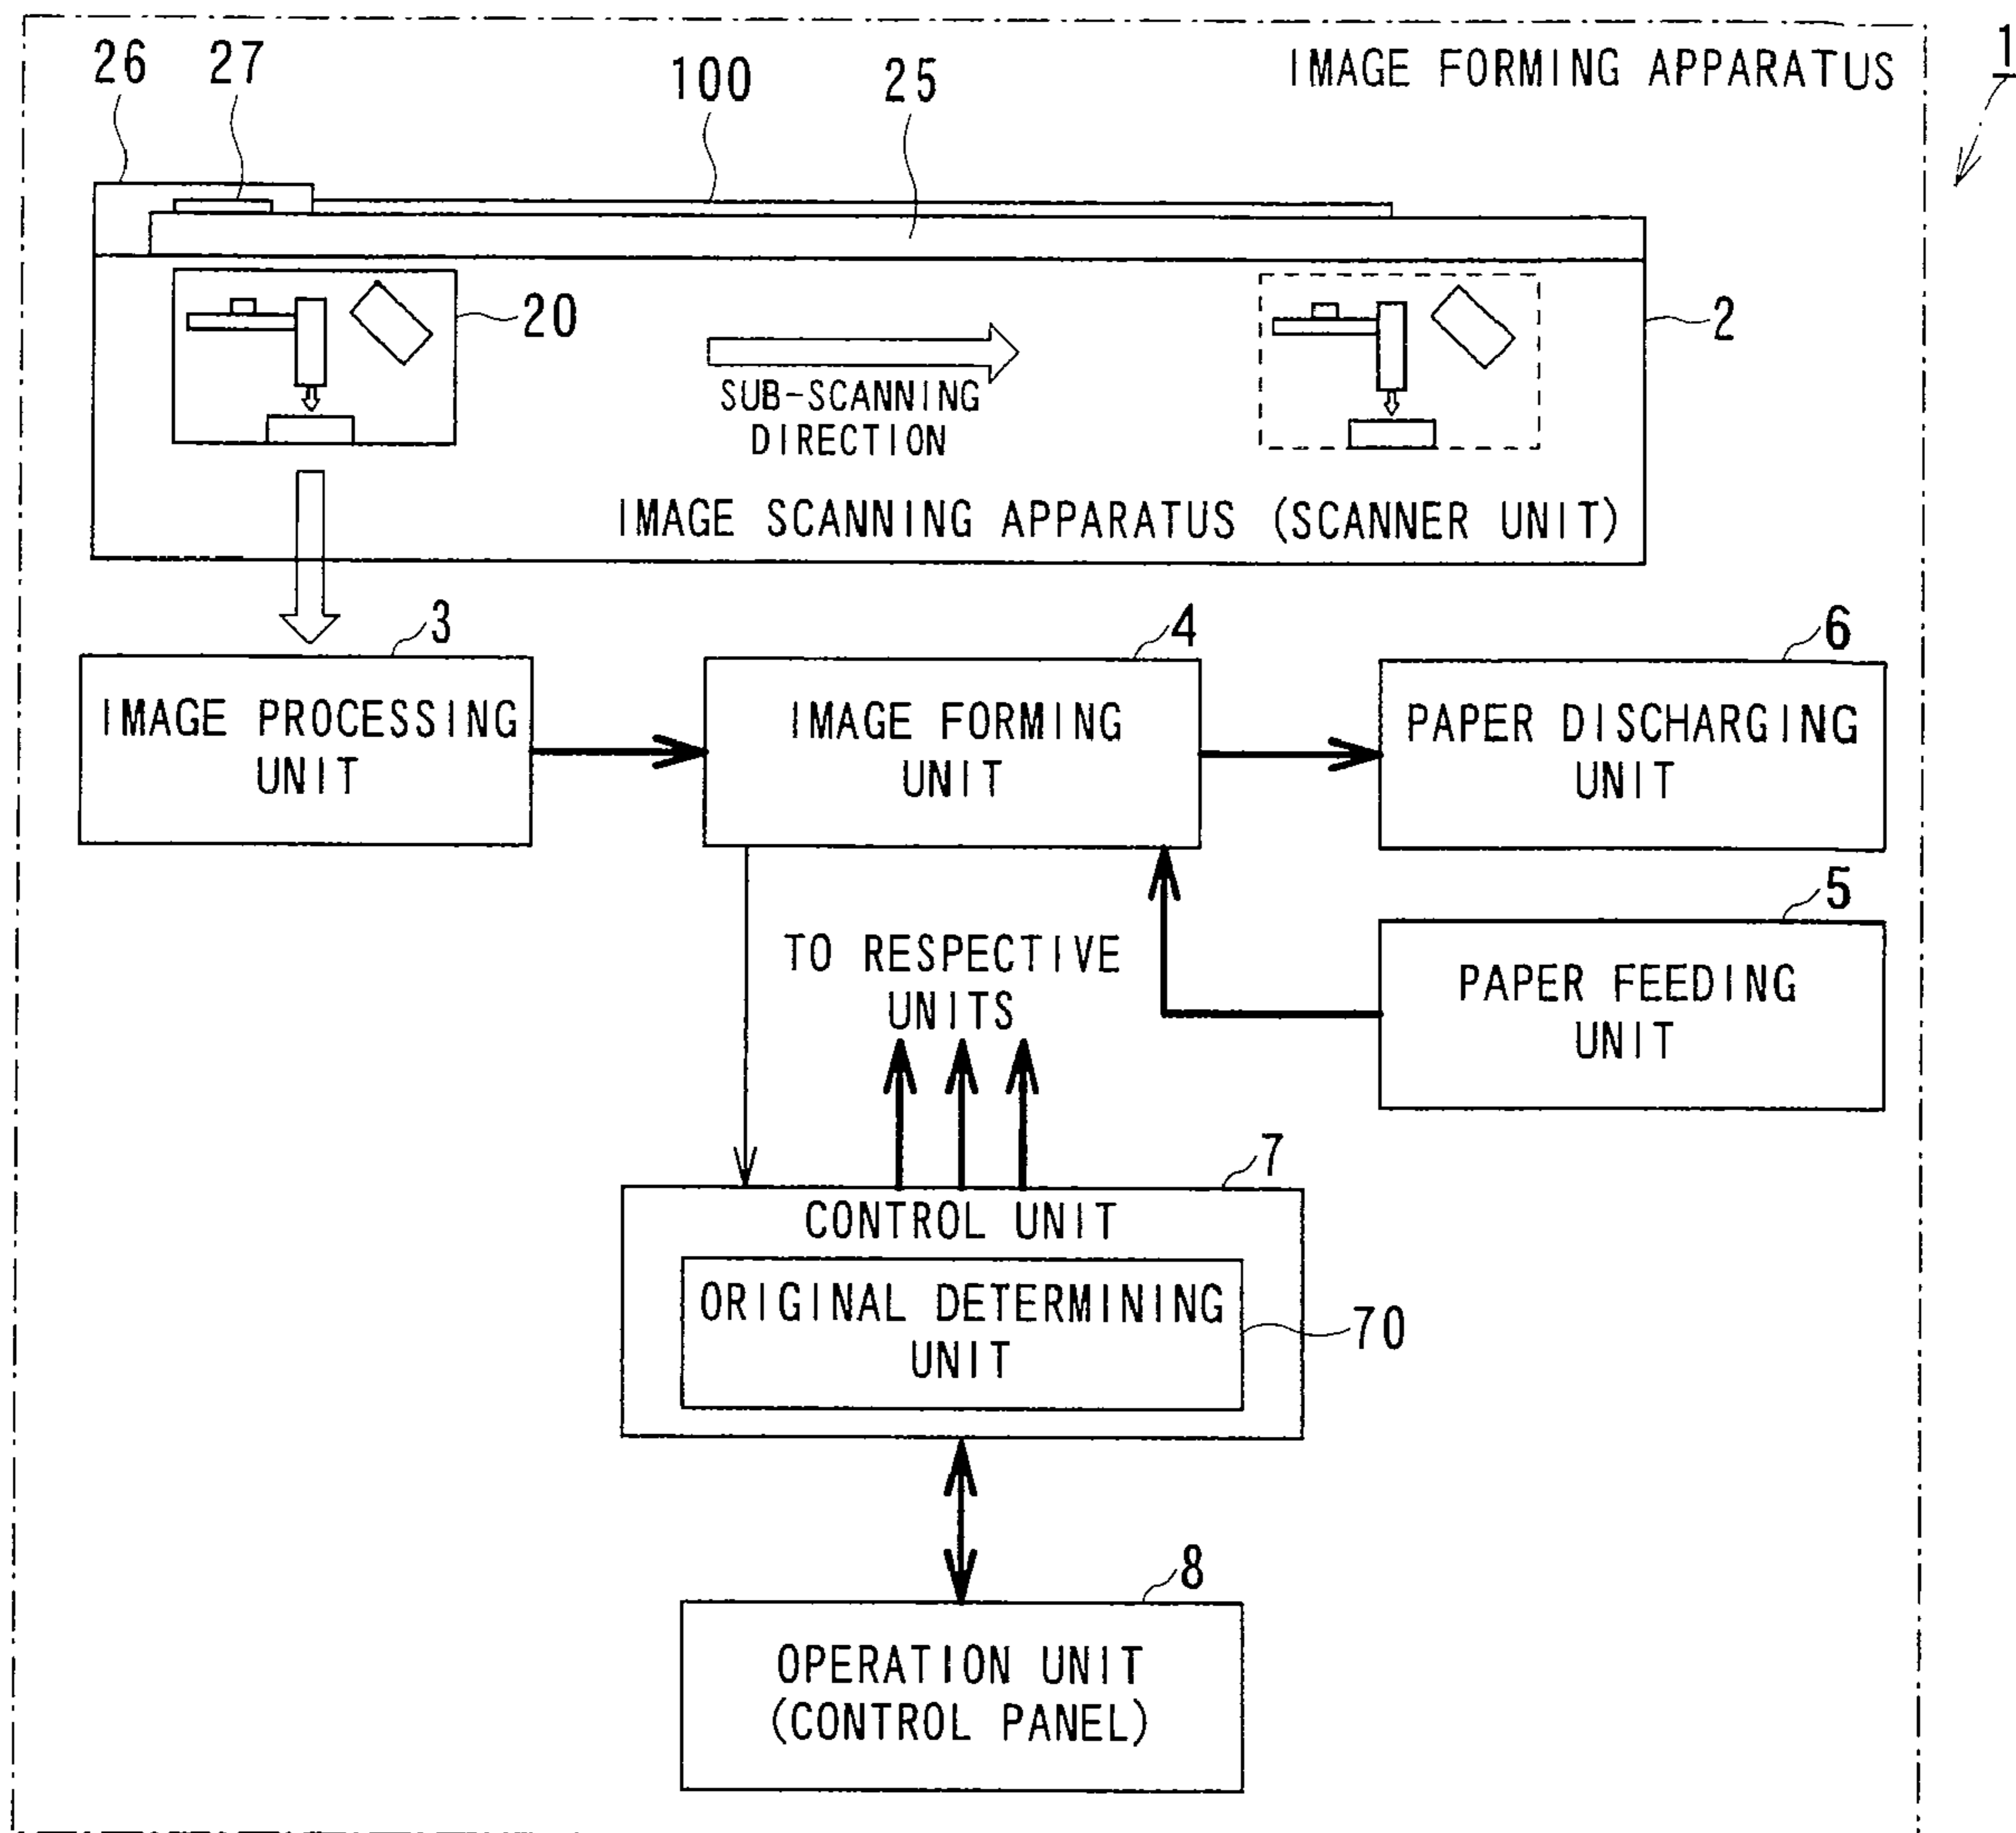 1
IMAGE FORMING APPARATUS
26
27
100
25
20
2
SUB-SCANNING
DIRECTION
IMAGE SCANNING APPARATUS (SCANNER UNIT)
3
IMAGE PROCESSING
UNIT
4
IMAGE FORMING
UNIT
6
PAPER DISCHARGING
UNIT
5
PAPER FEEDING
UNIT
TO RESPECTIVE
UNITS
7
CONTROL UNIT
ORIGINAL DETERMINING
UNIT
70
8
OPERATION UNIT
(CONTROL PANEL)